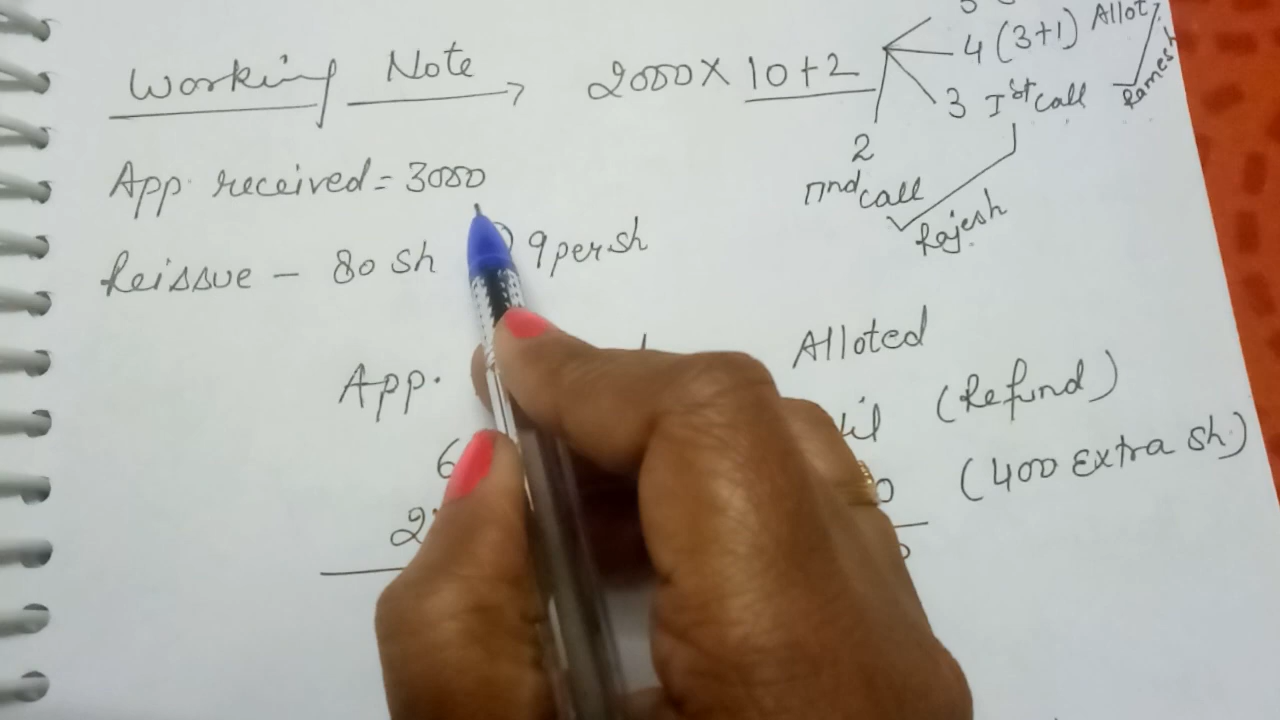 Working Note → 2000 × 10 + 2
4 (3+1) Allot
3 Ist call
Ramesh
2
IInd call
Rajesh
App. received = 3000
Reissue - 80 sh 9 per sh
App. Alloted
(Refund)
(400 Extra sh.)